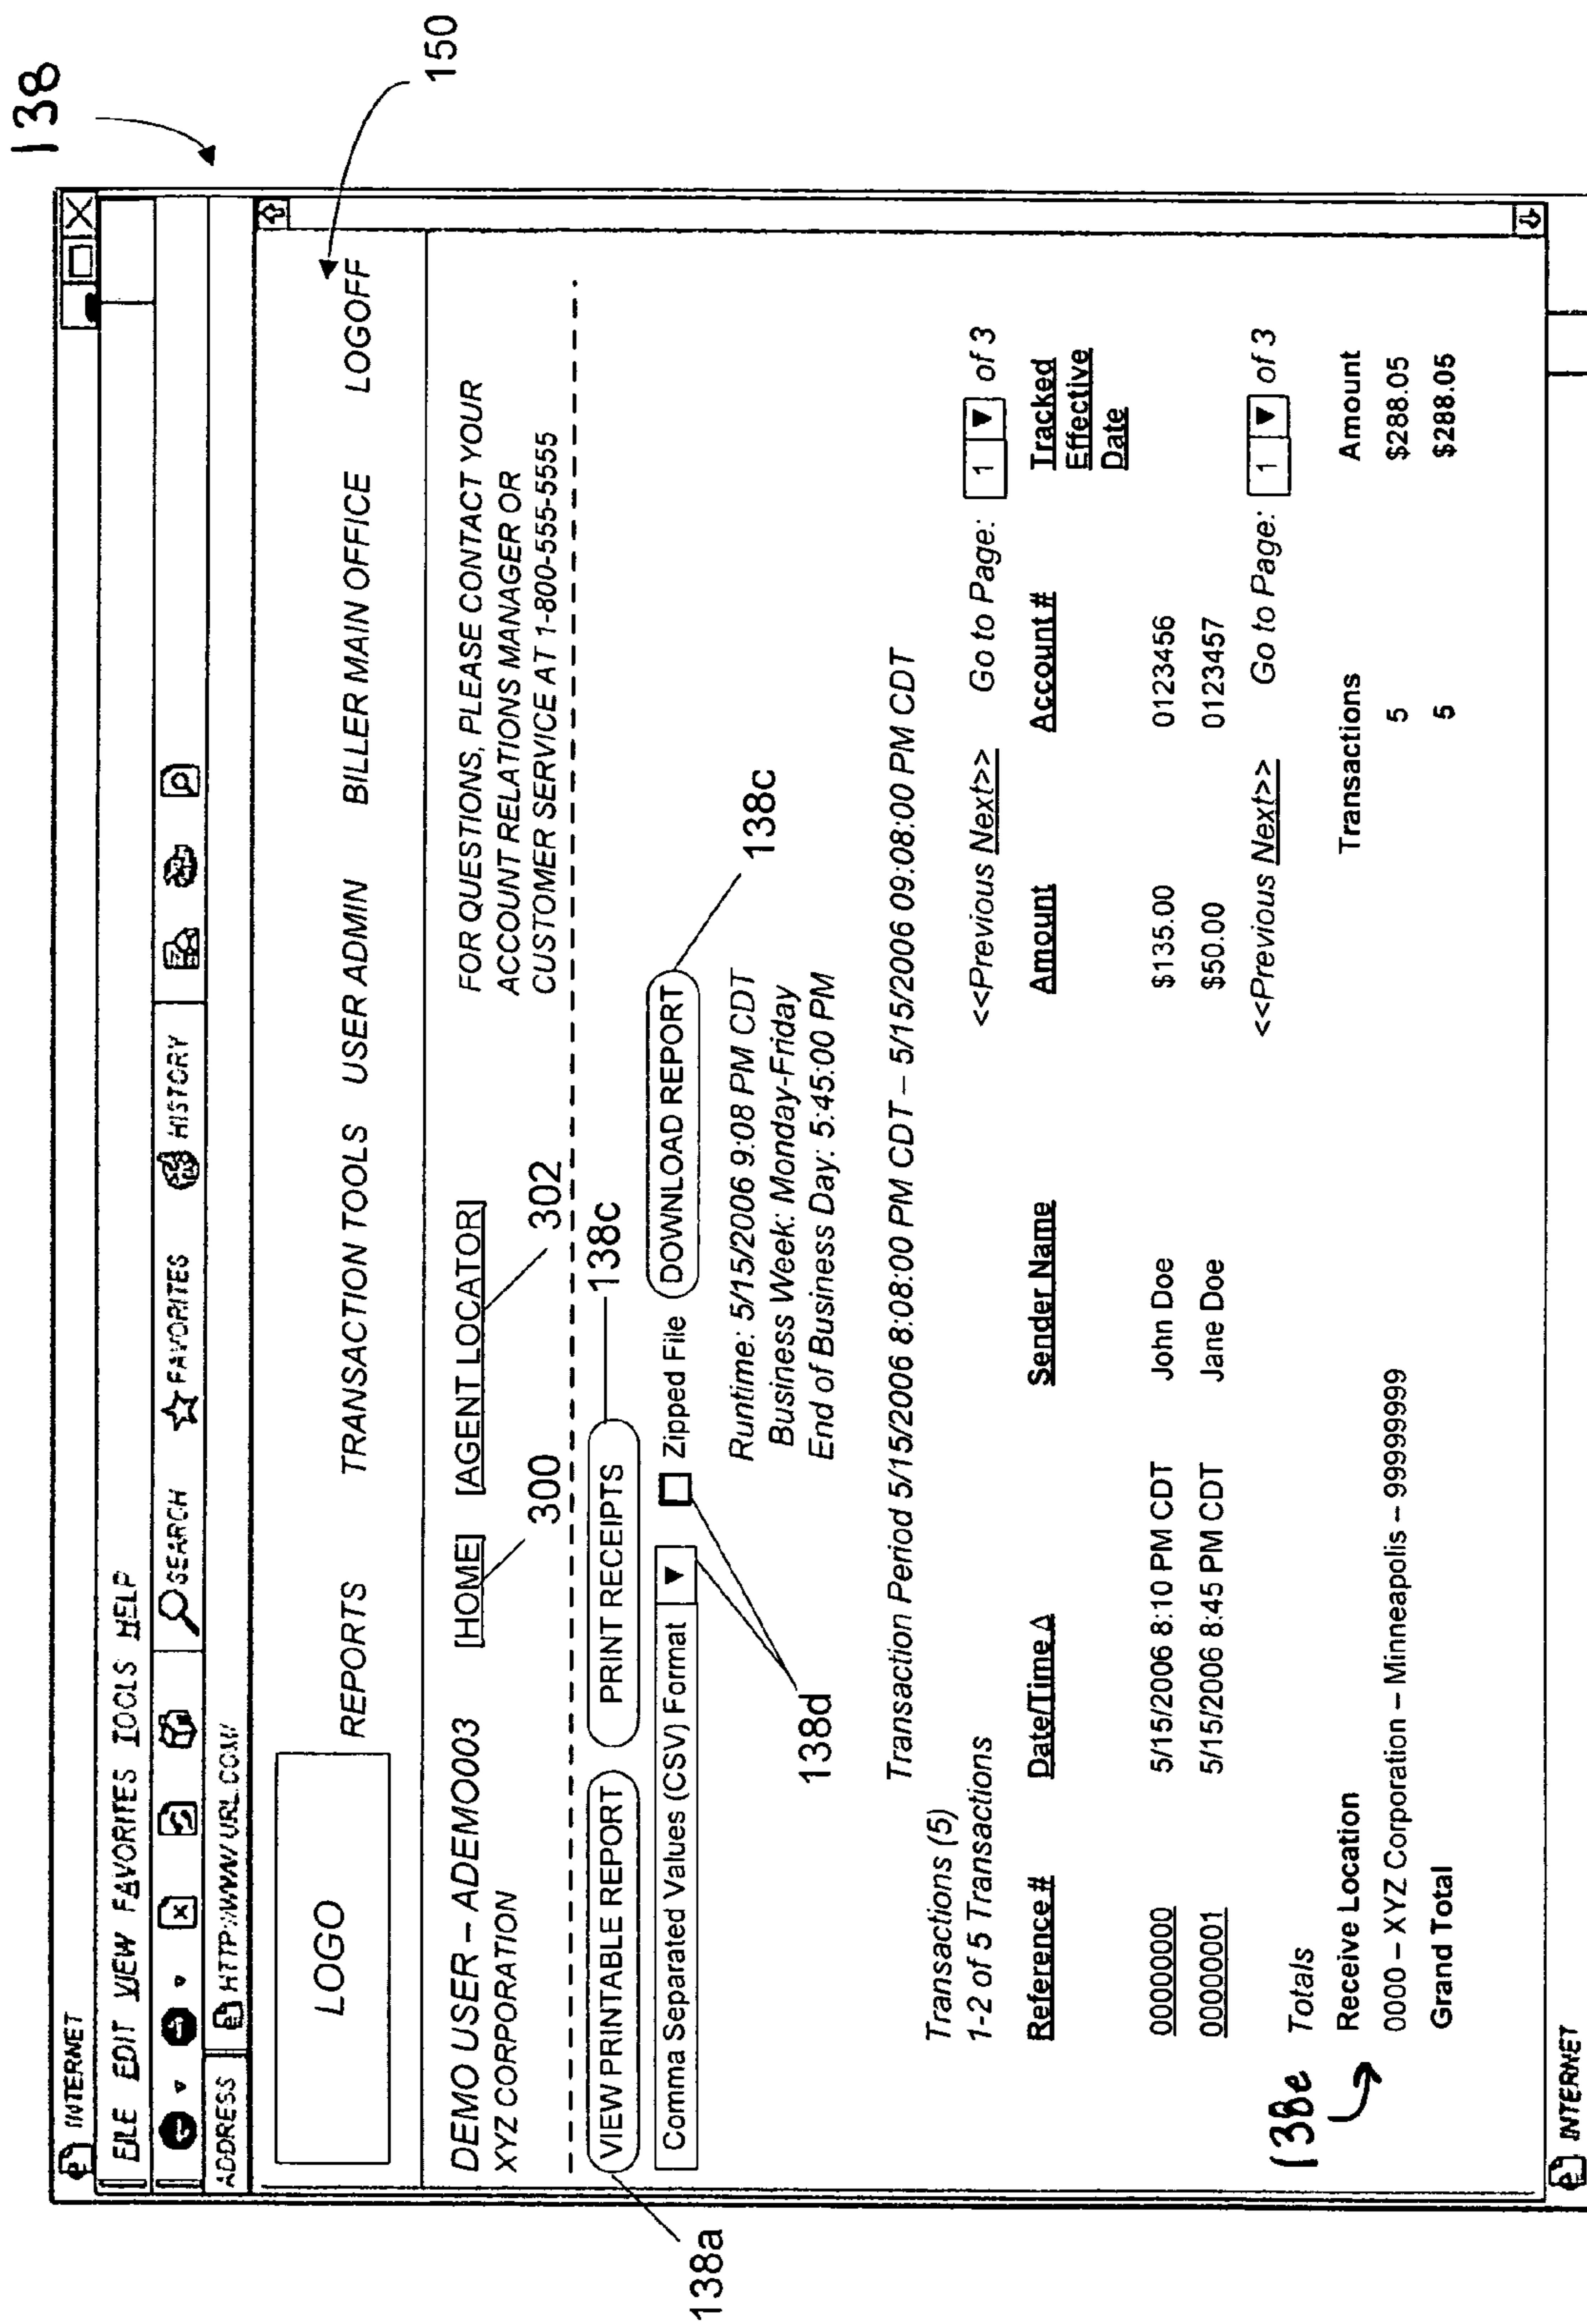 138
INTERNET
FILE EDIT VIEW FAVORITES TOOLS HELP
SEARCH FAVORITES HISTORY
ADDRESS HTTP://WWW.URL.COM/
150
LOGO REPORTS TRANSACTION TOOLS USER ADMIN BILLER MAIN OFFICE LOGOFF
DEMO USER – ADEMO003 [HOME] [AGENT LOCATOR] FOR QUESTIONS, PLEASE CONTACT YOUR
XYZ CORPORATION ACCOUNT RELATIONS MANAGER OR
300 302 CUSTOMER SERVICE AT 1-800-555-5555
138a VIEW PRINTABLE REPORT PRINT RECEIPTS 138c
Comma Separated Values (CSV) Format ▼ Zipped File DOWNLOAD REPORT 138c
138d
Runtime: 5/15/2006 9:08 PM CDT
Business Week: Monday-Friday
End of Business Day: 5:45:00 PM
Transaction Period 5/15/2006 8:08:00 PM CDT – 5/15/2006 09:08:00 PM CDT
Transactions (5)
1-2 of 5 Transactions <<Previous Next>> Go to Page: 1 ▼ of 3
Reference # Date/Time Δ Sender Name Amount Account # Tracked
Effective
Date
00000000 5/15/2006 8:10 PM CDT John Doe $135.00 0123456
00000001 5/15/2006 8:45 PM CDT Jane Doe $50.00 0123457
<<Previous Next>> Go to Page: 1 ▼ of 3
138e Totals
Receive Location Transactions Amount
0000 – XYZ Corporation – Minneapolis – 99999999 5 $288.05
Grand Total 5 $288.05
INTERNET